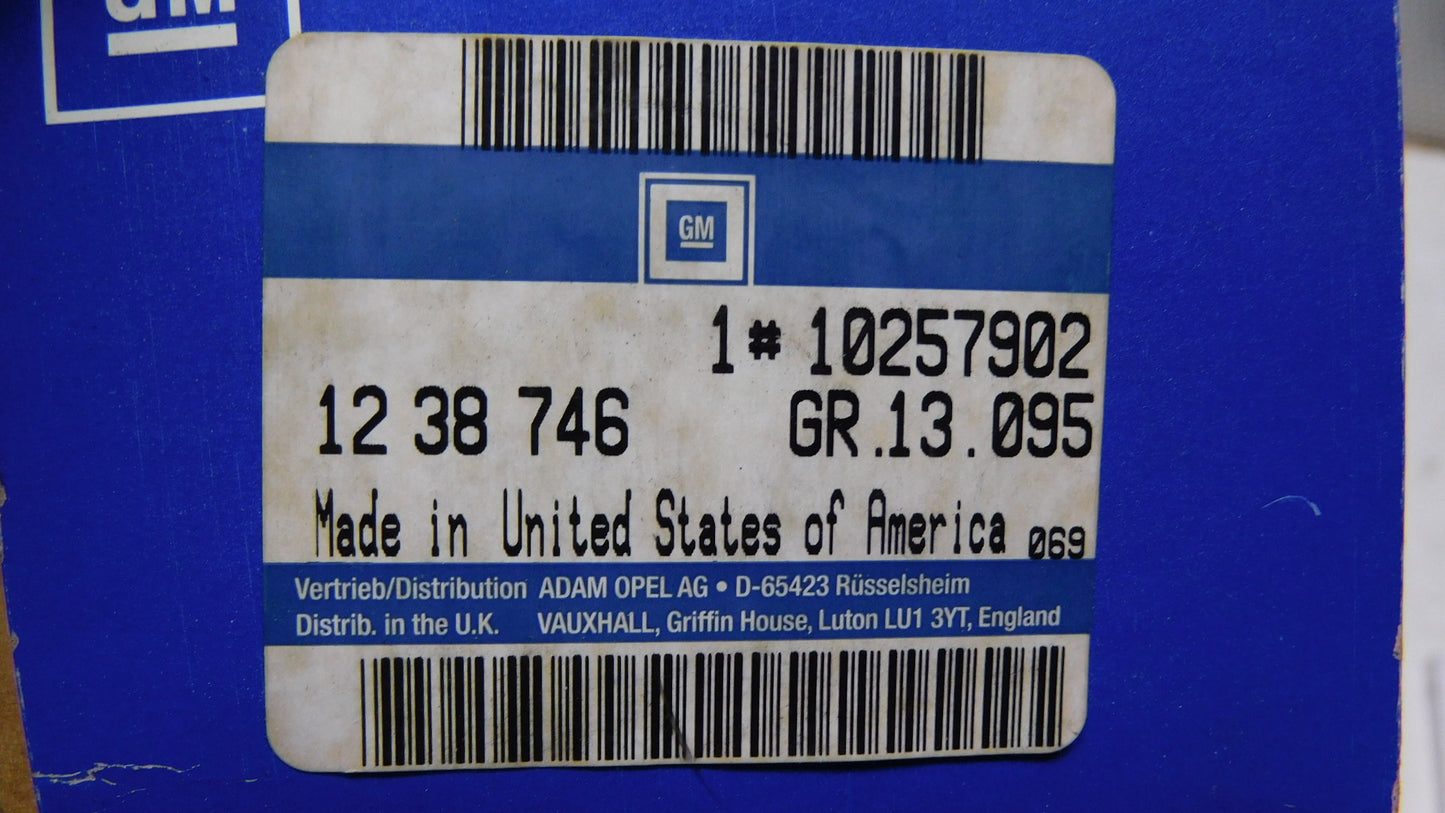 GM
GM
1# 10257902
12 38 746 GR.13.095
Made in United States of America 069
Vertrieb/Distribution ADAM OPEL AG • D-65423 Rüsselsheim
Distrib. in the U.K. VAUXHALL, Griffin House, Luton LU1 3YT, England